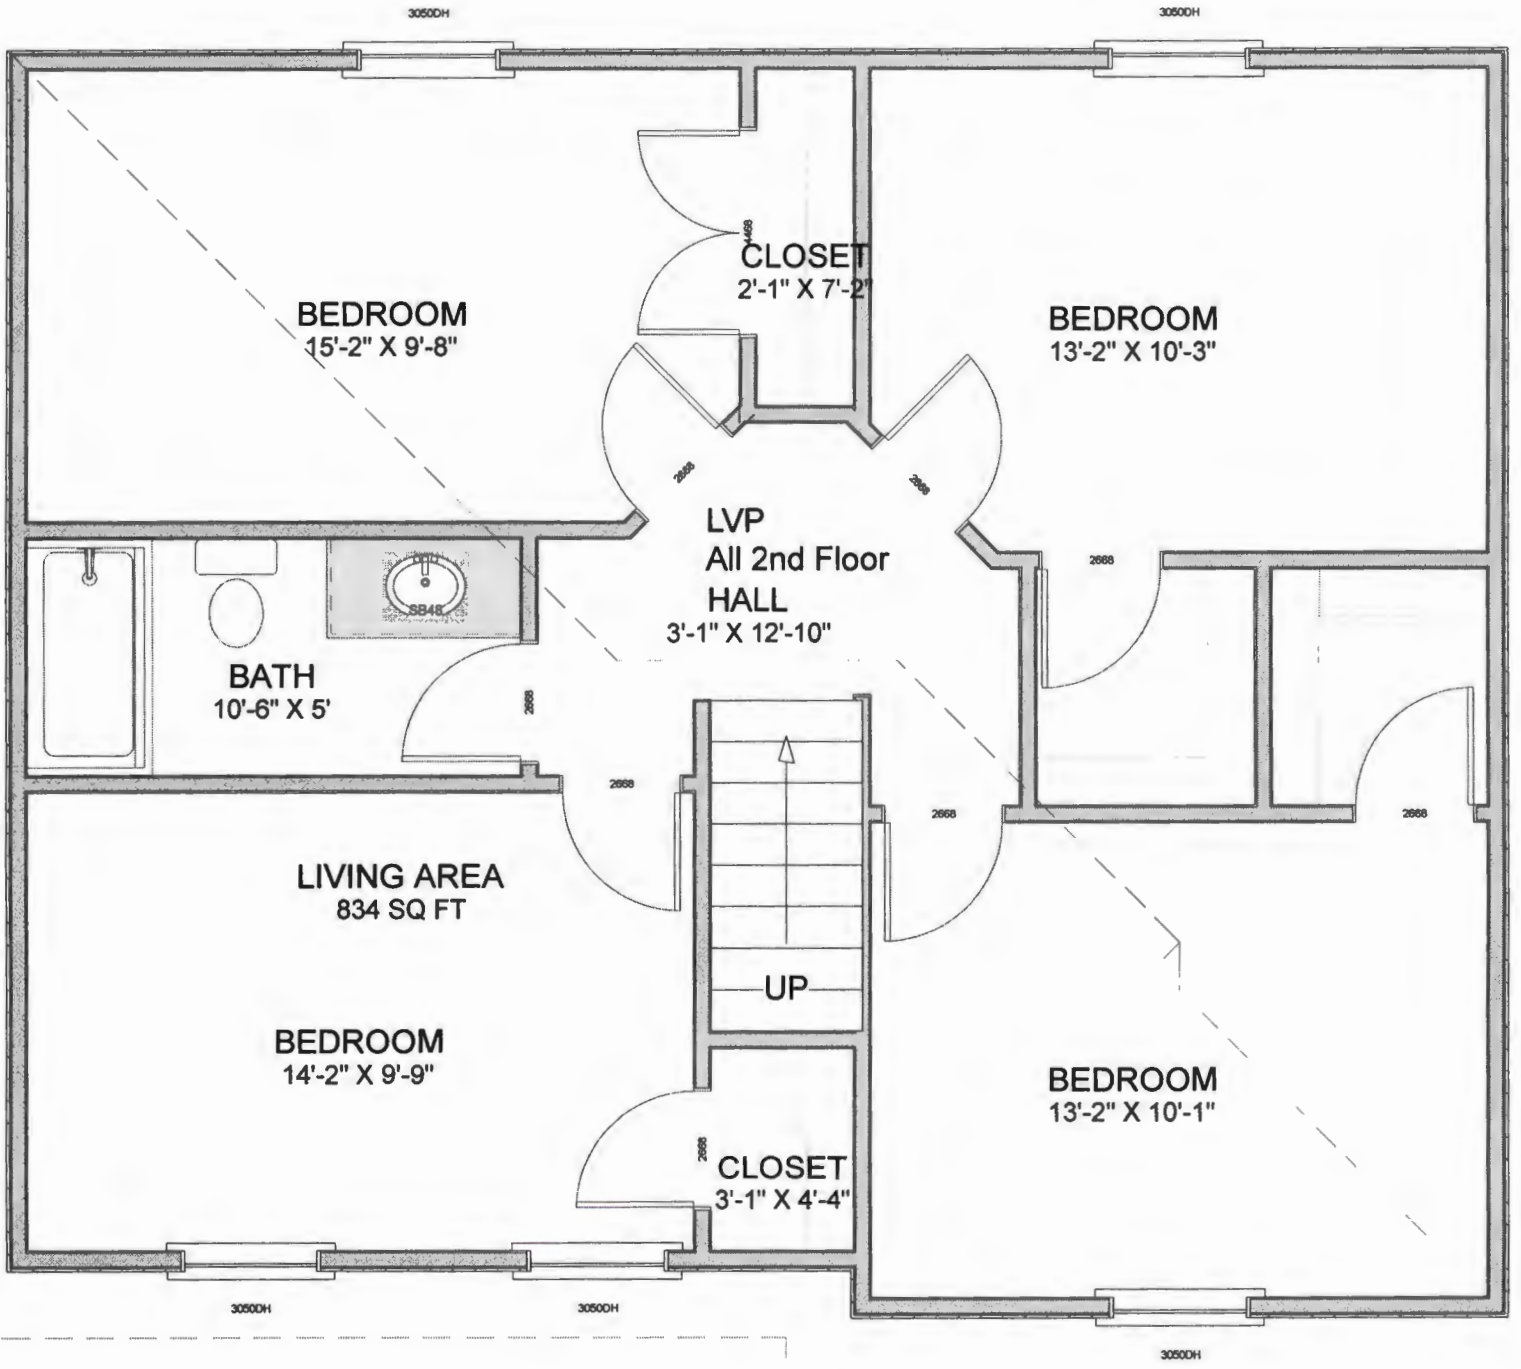 3050DH
3050DH
4468
CLOSET
2'-1" X 7'-2"
BEDROOM
15'-2" X 9'-8"
BEDROOM
13'-2" X 10'-3"
2668
2668
LVP
All 2nd Floor
HALL
3'-1" X 12'-10"
2668
SB48
BATH
10'-6" X 5'
2668
2668
2668
2668
LIVING AREA
834 SQ FT
UP
BEDROOM
14'-2" X 9'-9"
BEDROOM
13'-2" X 10'-1"
2668
CLOSET
3'-1" X 4'-4"
3050DH
3050DH
3050DH